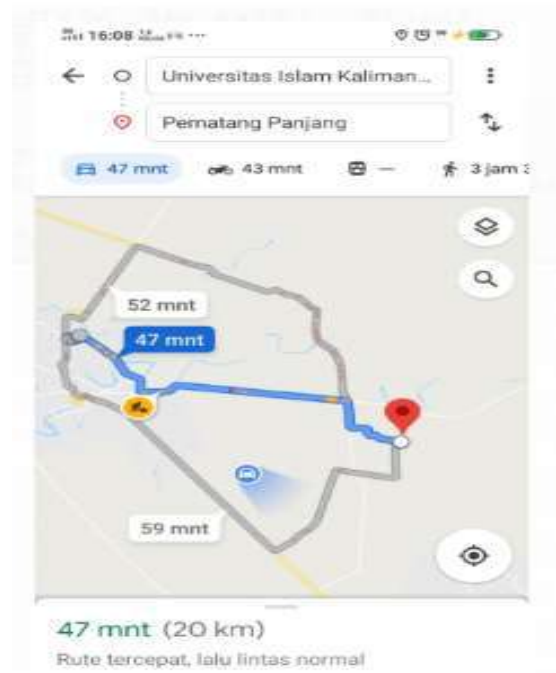 16:08
Universitas Islam Kaliman...
Pematang Panjang
47 mnt 43 mnt — 3 jam
52 mnt
47 mnt
59 mnt
47 mnt (20 km)
Rute tercepat, lalu lintas normal